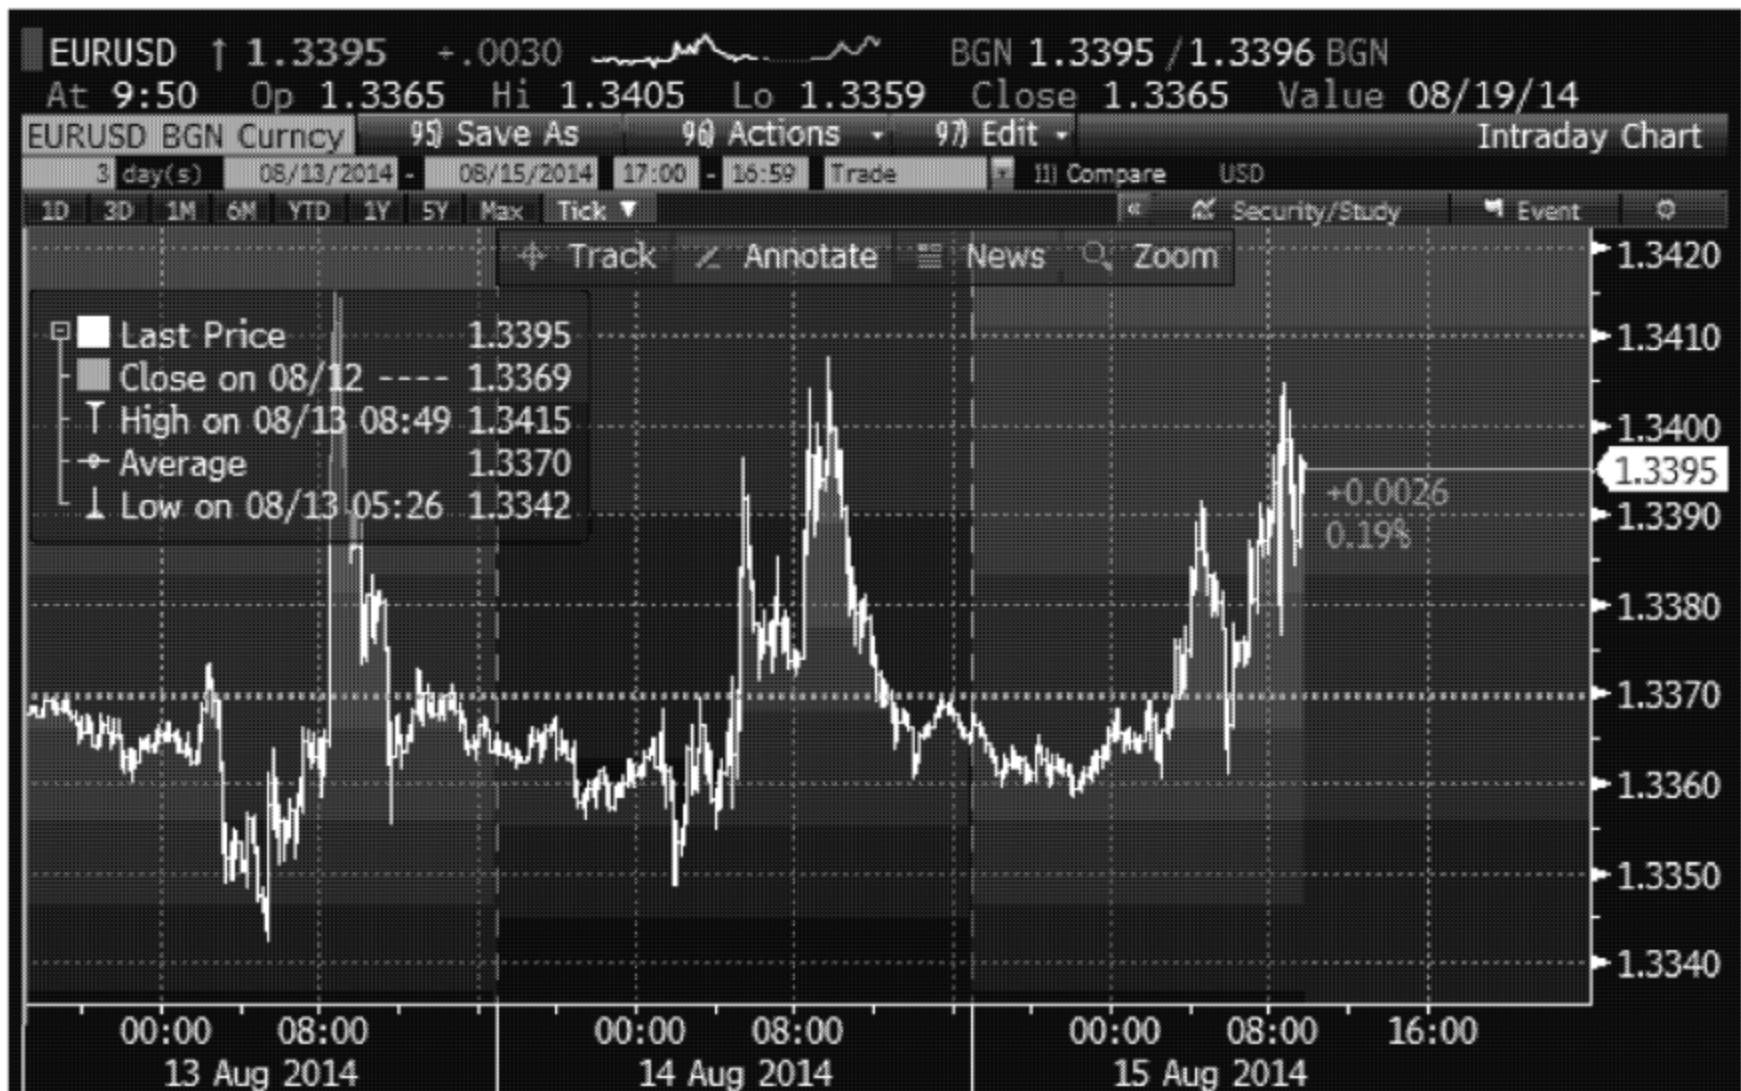 EURUSD ↑ 1.3395 +.0030 BGN 1.3395 /1.3396 BGN
At 9:50 Op 1.3365 Hi 1.3405 Lo 1.3359 Close 1.3365 Value 08/19/14
EURUSD BGN Curncy 95) Save As 96) Actions 97) Edit Intraday Chart
3 day(s) 08/13/2014 - 08/15/2014 17:00 - 16:59 Trade 11) Compare USD
1D 3D 1M 6M YTD 1Y 5Y Max Tick ▼ « Security/Study Event
Track Annotate News Zoom
Last Price 1.3395
Close on 08/12 ---- 1.3369
High on 08/13 08:49 1.3415
Average 1.3370
Low on 08/13 05:26 1.3342
1.3420
1.3410
1.3400
1.3395
+0.0026
0.19%
1.3390
1.3380
1.3370
1.3360
1.3350
1.3340
00:00 08:00 00:00 08:00 00:00 08:00 16:00
13 Aug 2014 14 Aug 2014 15 Aug 2014